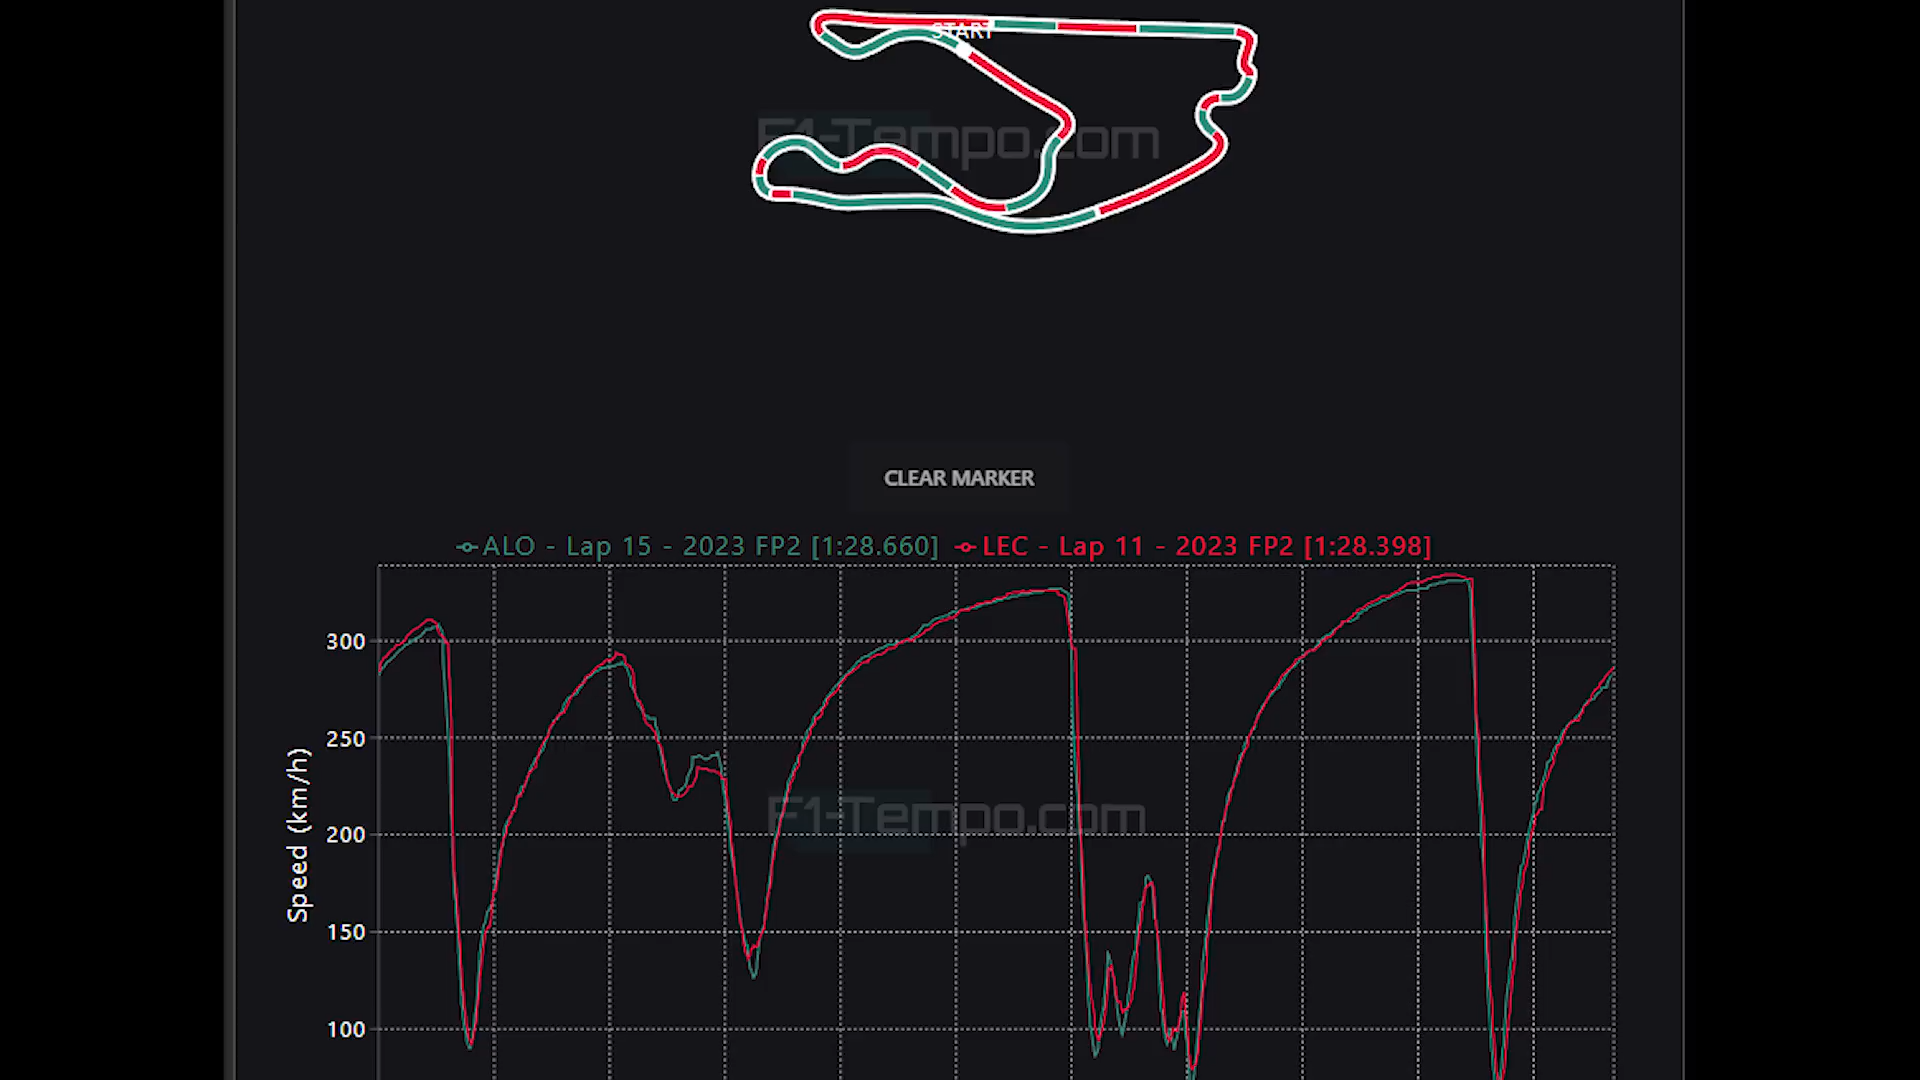 START
F1-Tempo.com
CLEAR MARKER
ALO - Lap 15 - 2023 FP2 [1:28.660] LEC - Lap 11 - 2023 FP2 [1:28.398]
300
250
200
150
100
Speed (km/h)
F1-Tempo.com